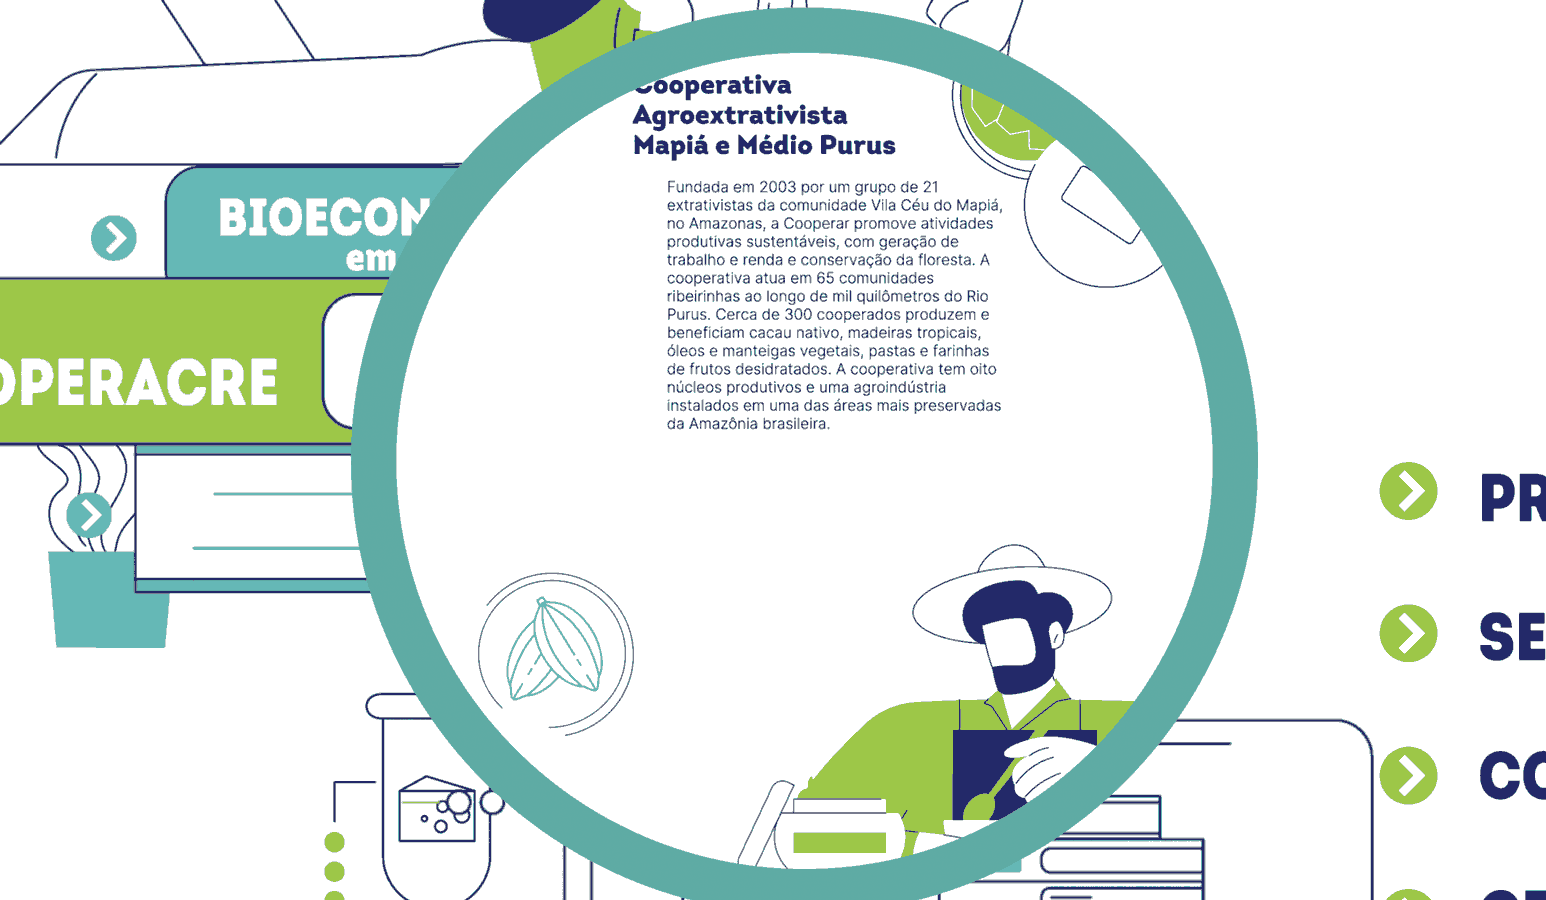 Cooperativa
Agroextrativista
Mapiá e Médio Purus
Fundada em 2003 por um grupo de 21
extrativistas da comunidade Vila Céu do Mapiá,
no Amazonas, a Cooperar promove atividades
produtivas sustentáveis, com geração de
trabalho e renda e conservação da floresta. A
cooperativa atua em 65 comunidades
ribeirinhas ao longo de mil quilômetros do Rio
Purus. Cerca de 300 cooperados produzem e
beneficiam cacau nativo, madeiras tropicais,
óleos e manteigas vegetais, pastas e farinhas
de frutos desidratados. A cooperativa tem oito
núcleos produtivos e uma agroindústria
instalados em uma das áreas mais preservadas
da Amazônia brasileira.
BIOECON
em
OPERACRE
PR
SE
CO